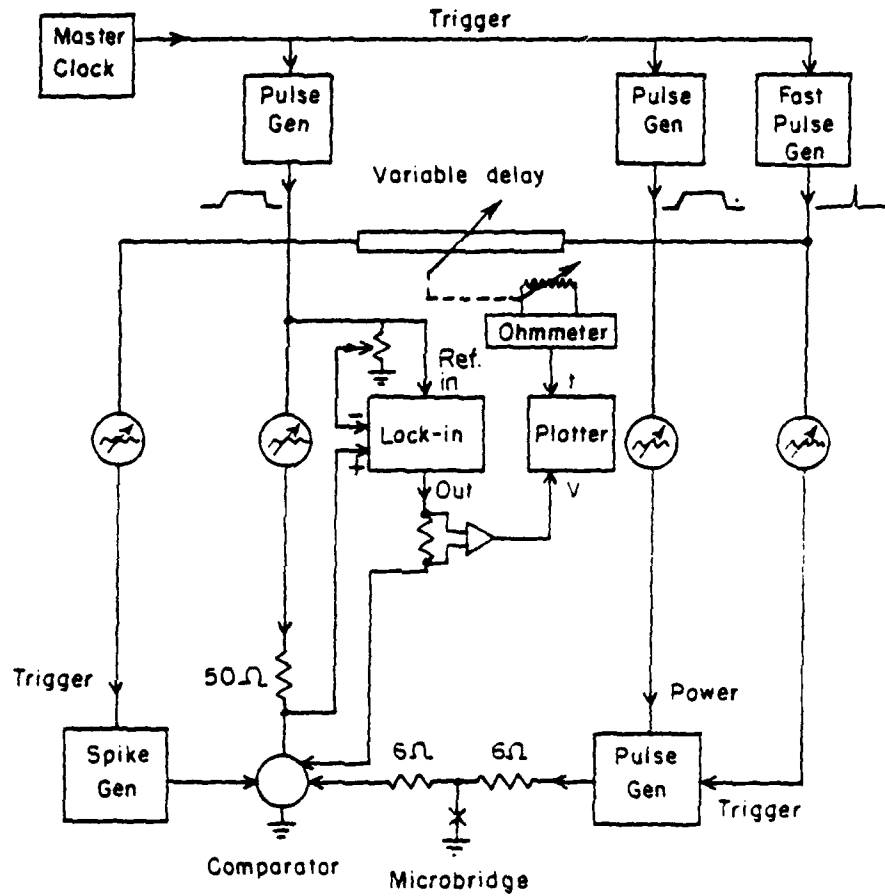 Trigger
Master
Clock
Pulse
Gen
Pulse
Gen
Fast
Pulse
Gen
Variable delay
Ohmmeter
Ref.
in
t
-
+
Lock-in
Plotter
Out
V
50Ω
Trigger
Power
6Ω
6Ω
Spike
Gen
Pulse
Gen
Trigger
Comparator
Microbridge